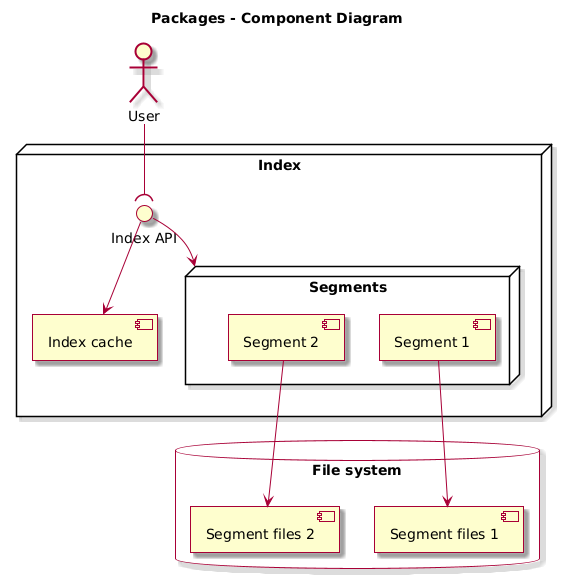 Packages - Component Diagram
User
Index
Index API
Segments
Index cache
Segment 2
Segment 1
File system
Segment files 2
Segment files 1